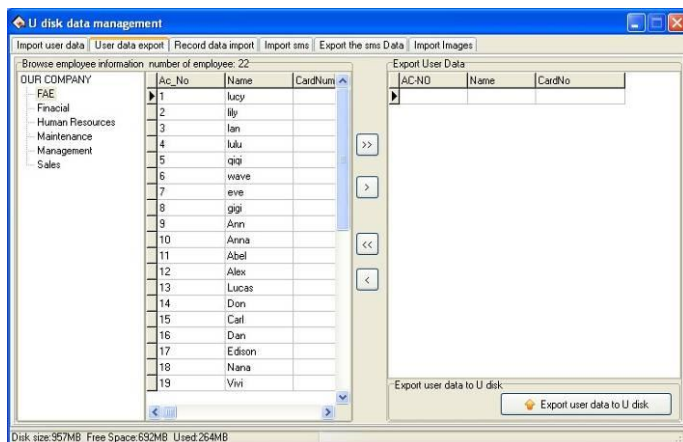 U disk data management
Import user data User data export Record data import Import sms Export the sms Data Import Images
Browse employee information number of employee: 22
OUR COMPANY
FAE
Finacial
Human Resources
Maintenance
Management
Sales
Ac_No Name CardNum
1 lucy
2 lily
3 lan
4 lulu
5 qiqi
6 wave
7 eve
8 gigi
9 Ann
10 Anna
11 Abel
12 Alex
13 Lucas
14 Don
15 Carl
16 Dan
17 Edison
18 Nana
19 Vivi
>>
>
<<
<
Export User Data
AC-NO Name CardNo
Export user data to U disk
Export user data to U disk
Disk size:957MB Free Space:692MB Used:264MB